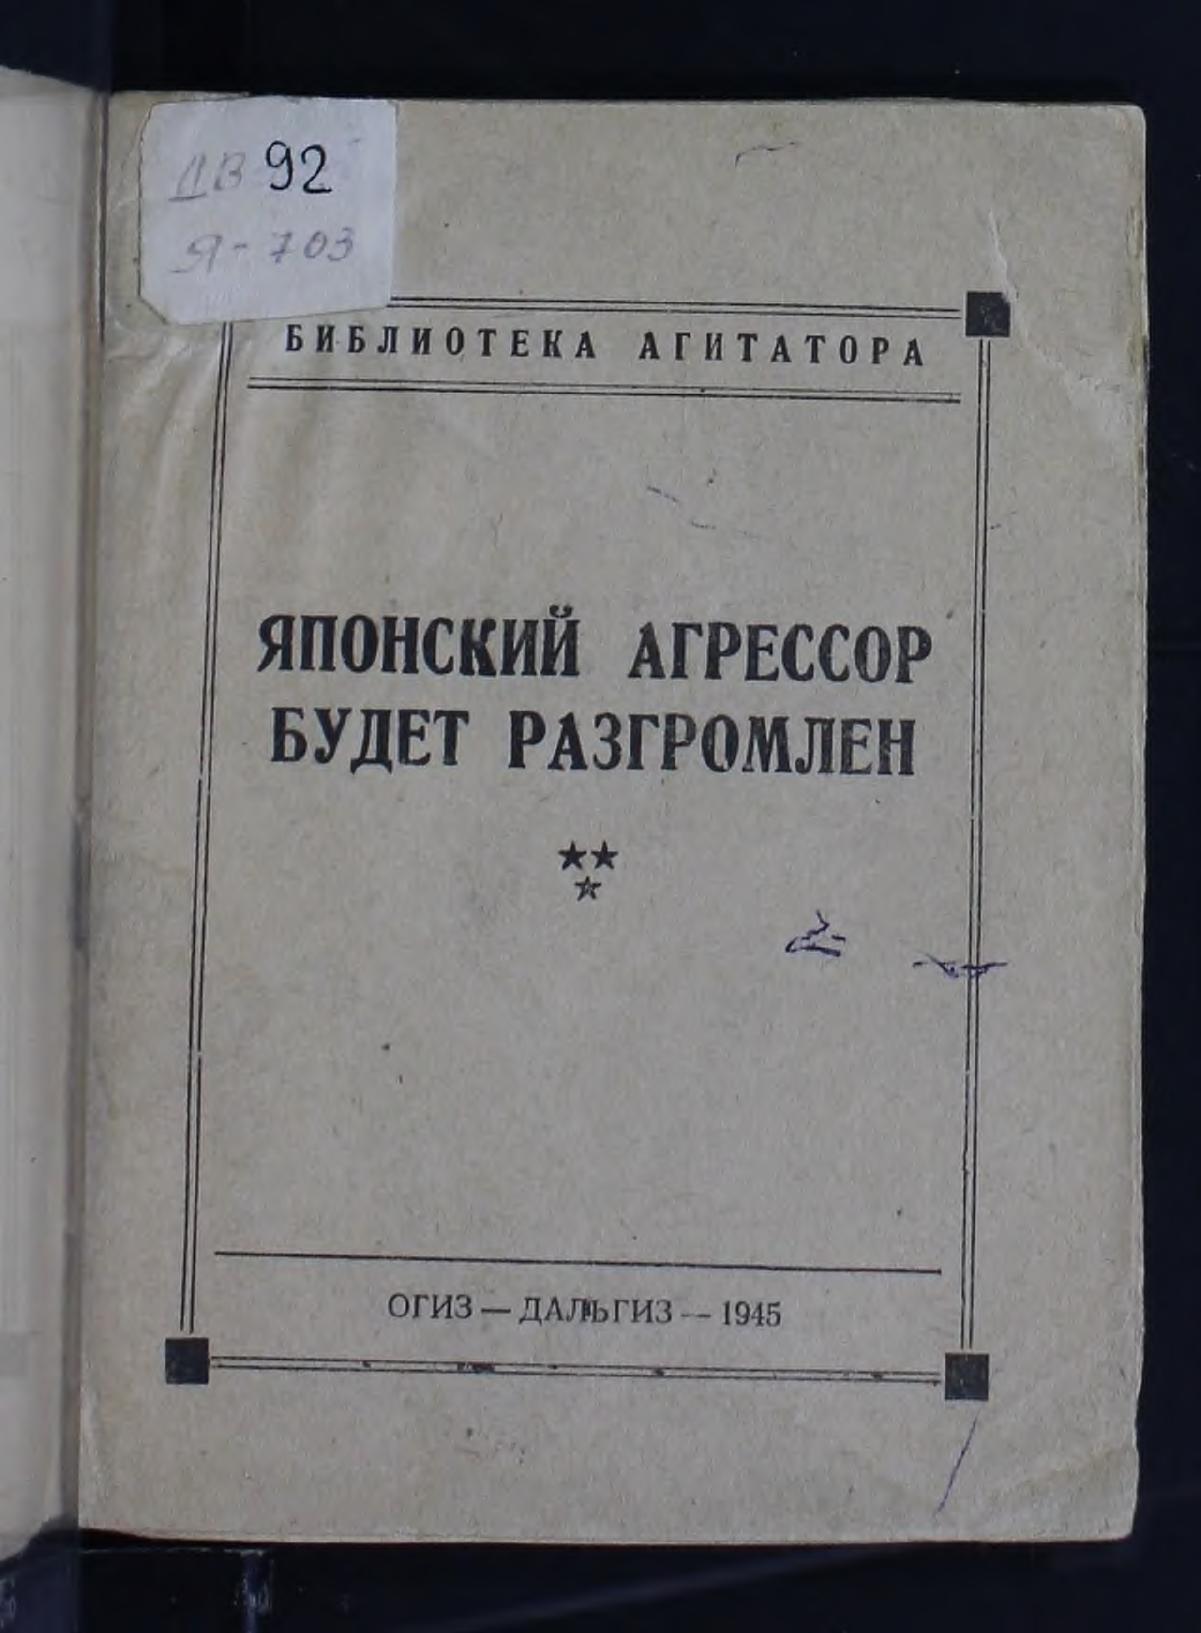 ДВ 92
Я-703
БИБЛИОТЕКА АГИТАТОРА
ЯПОНСКИЙ АГРЕССОР
БУДЕТ РАЗГРОМЛЕН
ОГИЗ — ДАЛЬГИЗ — 1945